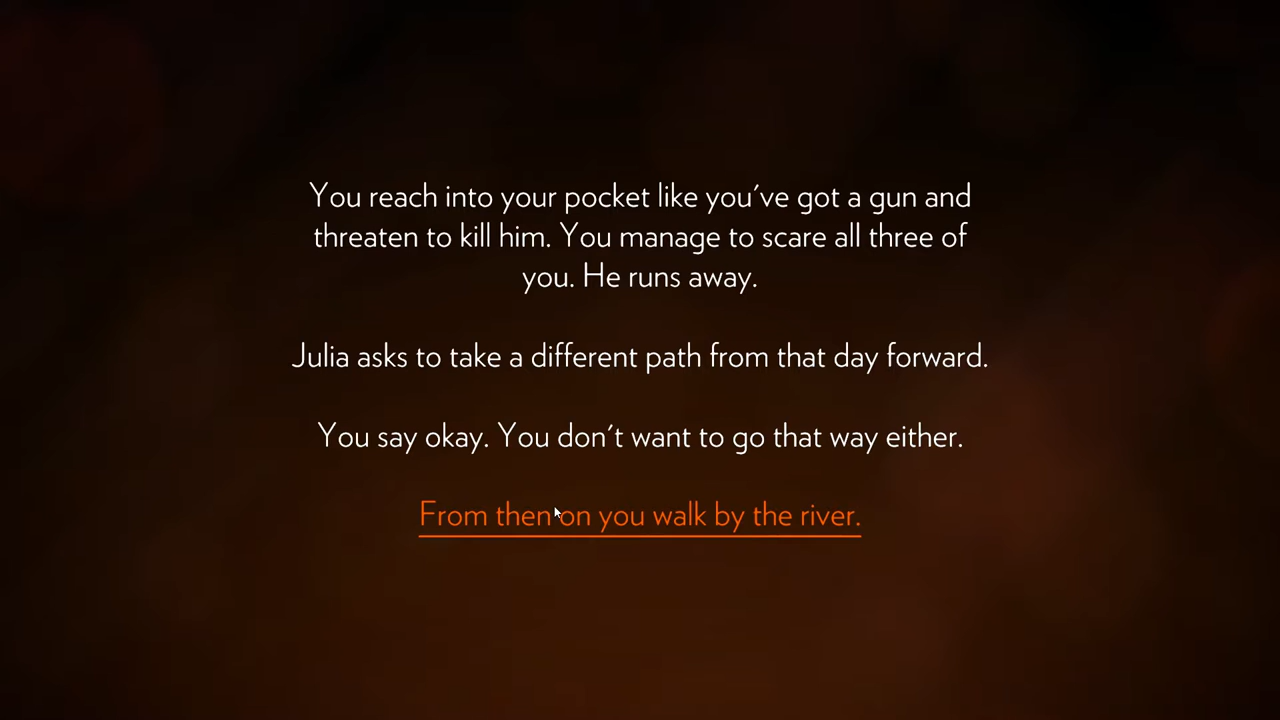 You reach into your pocket like you've got a gun and
threaten to kill him. You manage to scare all three of
you. He runs away.
Julia asks to take a different path from that day forward.
You say okay. You don't want to go that way either.
From then on you walk by the river.